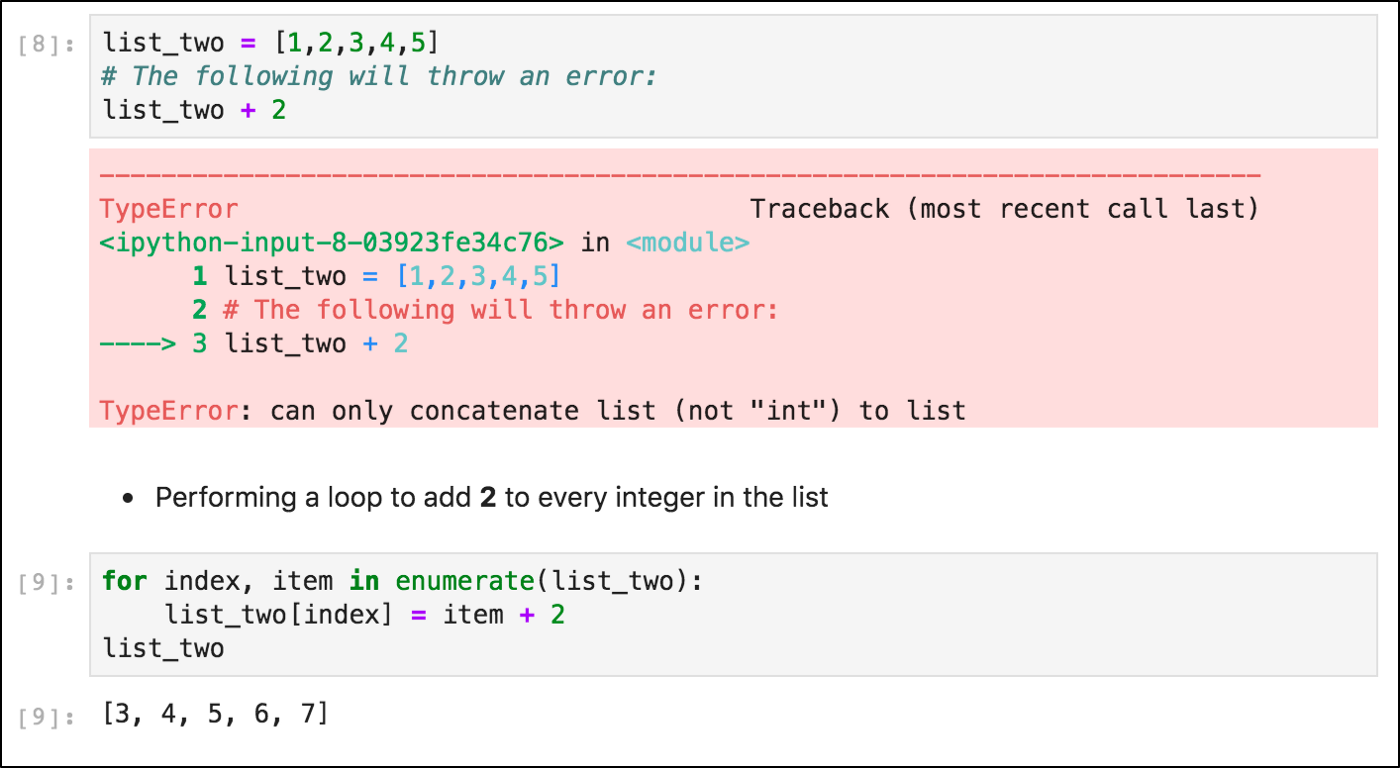 [8]: list_two = [1,2,3,4,5]
# The following will throw an error:
list_two + 2
---------------------------------------------------------------------------
TypeError                                 Traceback (most recent call last)
<ipython-input-8-03923fe34c76> in <module>
      1 list_two = [1,2,3,4,5]
      2 # The following will throw an error:
----> 3 list_two + 2
TypeError: can only concatenate list (not "int") to list
• Performing a loop to add 2 to every integer in the list
[9]: for index, item in enumerate(list_two):
    list_two[index] = item + 2
list_two
[9]: [3, 4, 5, 6, 7]